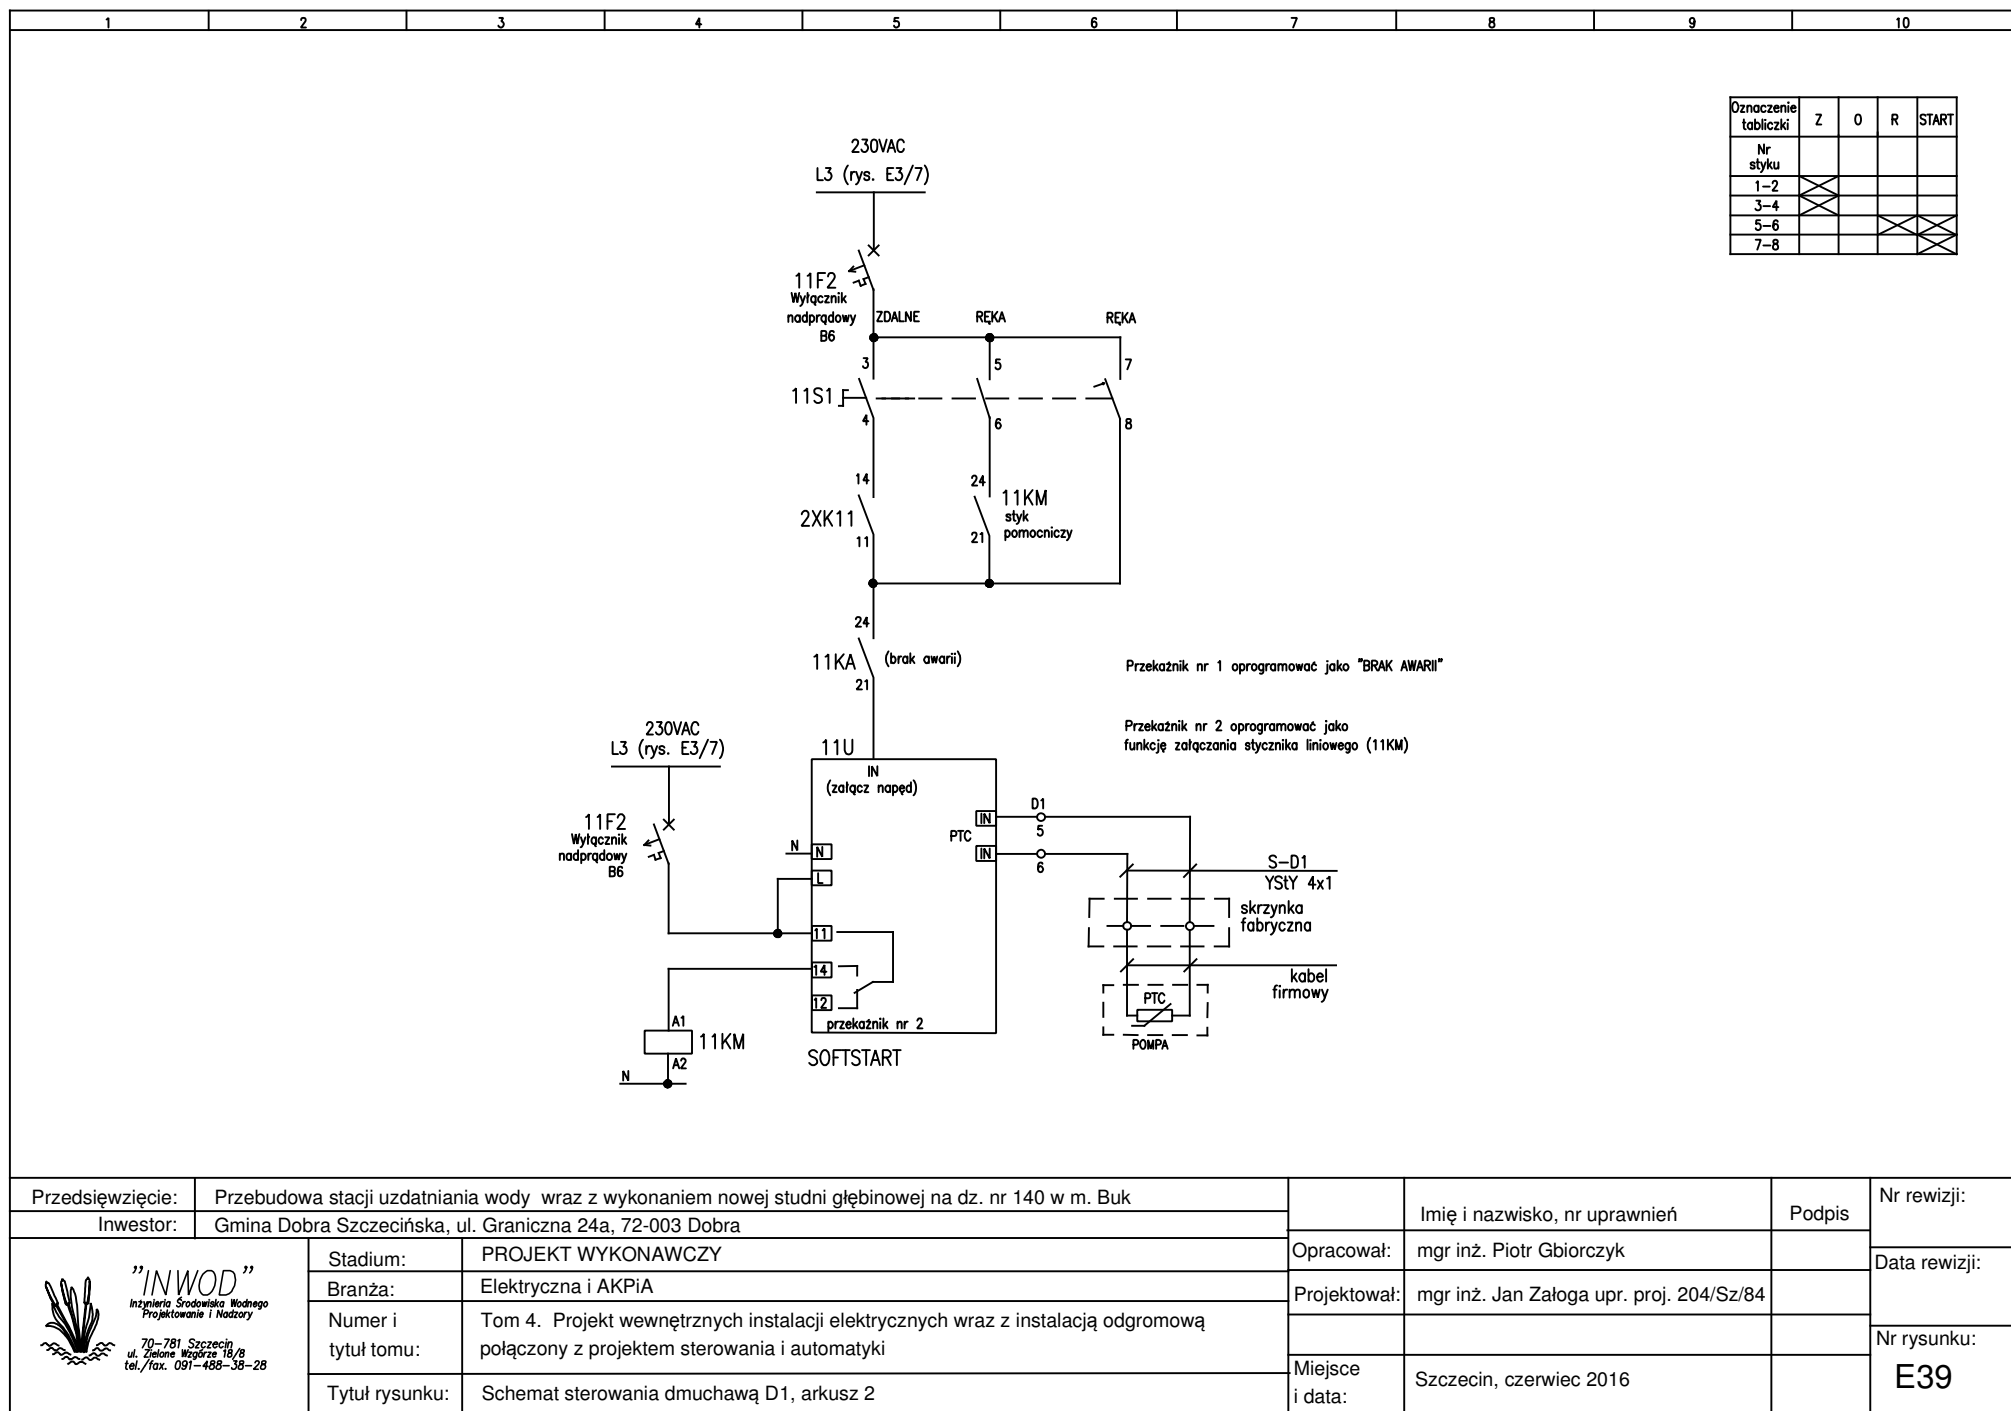 1 2 3 4 5 6 7 8 9 10
Oznaczenie tabliczki Z 0 R START
Nr styku
1-2
3-4
5-6
7-8
230VAC
L3 (rys. E3/7)
11F2
Wyłącznik
nadprądowy
B6
ZDALNE RĘKA RĘKA
3 5 7
11S1
4 6 8
14 24
2XK11
11KM
styk
pomocniczy
11 21
24
11KA (brak awarii)
21
Przekaźnik nr 1 oprogramować jako "BRAK AWARII"
Przekaźnik nr 2 oprogramować jako
funkcję załączania stycznika liniowego (11KM)
230VAC
L3 (rys. E3/7)
11F2
Wyłącznik
nadprądowy
B6
11U
IN
(załącz napęd)
N N
L
11
14
12
przekaźnik nr 2
SOFTSTART
PTC
IN
IN
D1
5
6
S-D1
YStY 4x1
skrzynka
fabryczna
kabel
firmowy
PTC
POMPA
A1
11KM
A2
N
Przedsięwzięcie: Przebudowa stacji uzdatniania wody wraz z wykonaniem nowej studni głębinowej na dz. nr 140 w m. Buk
Inwestor: Gmina Dobra Szczecińska, ul. Graniczna 24a, 72-003 Dobra
"INWOD"
Inżynieria Środowiska Wodnego
Projektowanie i Nadzory
70-781 Szczecin
ul. Zielone Wzgórze 18/8
tel./fax. 091-488-38-28
Stadium: PROJEKT WYKONAWCZY
Branża: Elektryczna i AKPiA
Numer i
tytuł tomu:
Tom 4. Projekt wewnętrznych instalacji elektrycznych wraz z instalacją odgromową
połączony z projektem sterowania i automatyki
Tytuł rysunku: Schemat sterowania dmuchawą D1, arkusz 2
Imię i nazwisko, nr uprawnień Podpis
Opracował: mgr inż. Piotr Gbiorczyk
Projektował: mgr inż. Jan Załoga upr. proj. 204/Sz/84
Miejsce
i data:
Szczecin, czerwiec 2016
Nr rewizji:
Data rewizji:
Nr rysunku:
E39